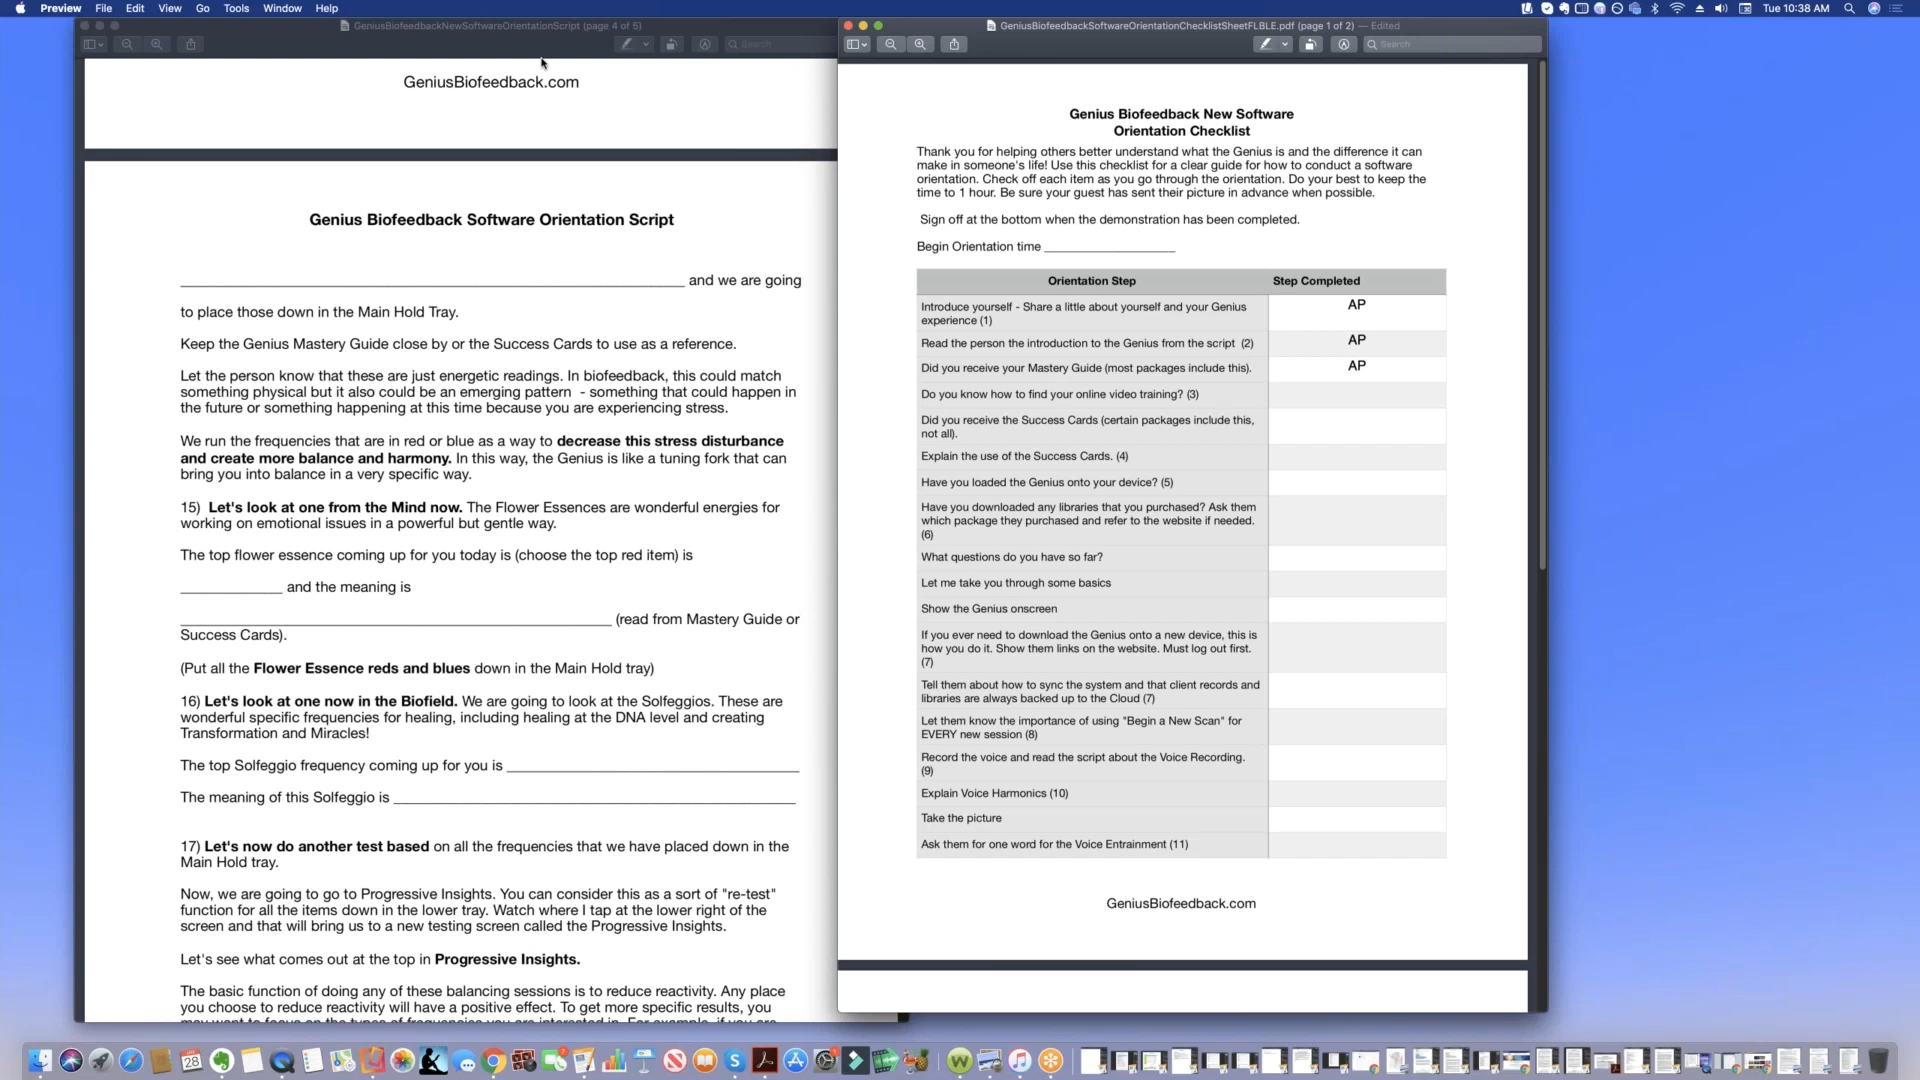 Preview File Edit View Go Tools Window Help
Tue 10:38 AM
GeniusBiofeedbackNewSoftwareOrientationScript (page 4 of 5)
Search
GeniusBiofeedback.com
Genius Biofeedback Software Orientation Script
and we are going
to place those down in the Main Hold Tray.
Keep the Genius Mastery Guide close by or the Success Cards to use as a reference.
Let the person know that these are just energetic readings. In biofeedback, this could match
something physical but it also could be an emerging pattern - something that could happen in
the future or something happening at this time because you are experiencing stress.
We run the frequencies that are in red or blue as a way to decrease this stress disturbance
and create more balance and harmony. In this way, the Genius is like a tuning fork that can
bring you into balance in a very specific way.
15) Let's look at one from the Mind now. The Flower Essences are wonderful energies for
working on emotional issues in a powerful but gentle way.
The top flower essence coming up for you today is (choose the top red item) is
_____________ and the meaning is
(read from Mastery Guide or
Success Cards).
(Put all the Flower Essence reds and blues down in the Main Hold tray)
16) Let's look at one now in the Biofield. We are going to look at the Solfeggios. These are
wonderful specific frequencies for healing, including healing at the DNA level and creating
Transformation and Miracles!
The top Solfeggio frequency coming up for you is ____________________
The meaning of this Solfeggio is ____________________
17) Let's now do another test based on all the frequencies that we have placed down in the
Main Hold tray.
Now, we are going to go to Progressive Insights. You can consider this as a sort of "re-test"
function for all the items down in the lower tray. Watch where I tap at the lower right of the
screen and that will bring us to a new testing screen called the Progressive Insights.
Let's see what comes out at the top in Progressive Insights.
The basic function of doing any of these balancing sessions is to reduce reactivity. Any place
you choose to reduce reactivity will have a positive effect. To get more specific results, you
GeniusBiofeedbackSoftwareOrientationChecklistSheetFLBLE.pdf (page 1 of 2) — Edited
Search
Genius Biofeedback New Software
Orientation Checklist
Thank you for helping others better understand what the Genius is and the difference it can
make in someone's life! Use this checklist for a clear guide for how to conduct a software
orientation. Check off each item as you go through the orientation. Do your best to keep the
time to 1 hour. Be sure your guest has sent their picture in advance when possible.
Sign off at the bottom when the demonstration has been completed.
Begin Orientation time ____________________
Orientation Step Step Completed
Introduce yourself - Share a little about yourself and your Genius AP
experience (1)
Read the person the introduction to the Genius from the script (2) AP
Did you receive your Mastery Guide (most packages include this). AP
Do you know how to find your online video training? (3)
Did you receive the Success Cards (certain packages include this,
not all).
Explain the use of the Success Cards. (4)
Have you loaded the Genius onto your device? (5)
Have you downloaded any libraries that you purchased? Ask them
which package they purchased and refer to the website if needed.
(6)
What questions do you have so far?
Let me take you through some basics
Show the Genius onscreen
If you ever need to download the Genius onto a new device, this is
how you do it. Show them links on the website. Must log out first.
(7)
Tell them about how to sync the system and that client records and
libraries are always backed up to the Cloud (7)
Let them know the importance of using "Begin a New Scan" for
EVERY new session (8)
Record the voice and read the script about the Voice Recording.
(9)
Explain Voice Harmonics (10)
Take the picture
Ask them for one word for the Voice Entrainment (11)
GeniusBiofeedback.com
28